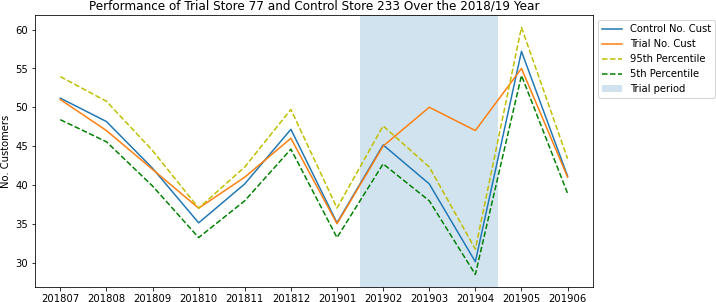 Performance of Trial Store 77 and Control Store 233 Over the 2018/19 Year
No. Customers
60
55
50
45
40
35
30
201807 201808 201809 201810 201811 201812 201901 201902 201903 201904 201905 201906
Control No. Cust
Trial No. Cust
95th Percentile
5th Percentile
Trial period